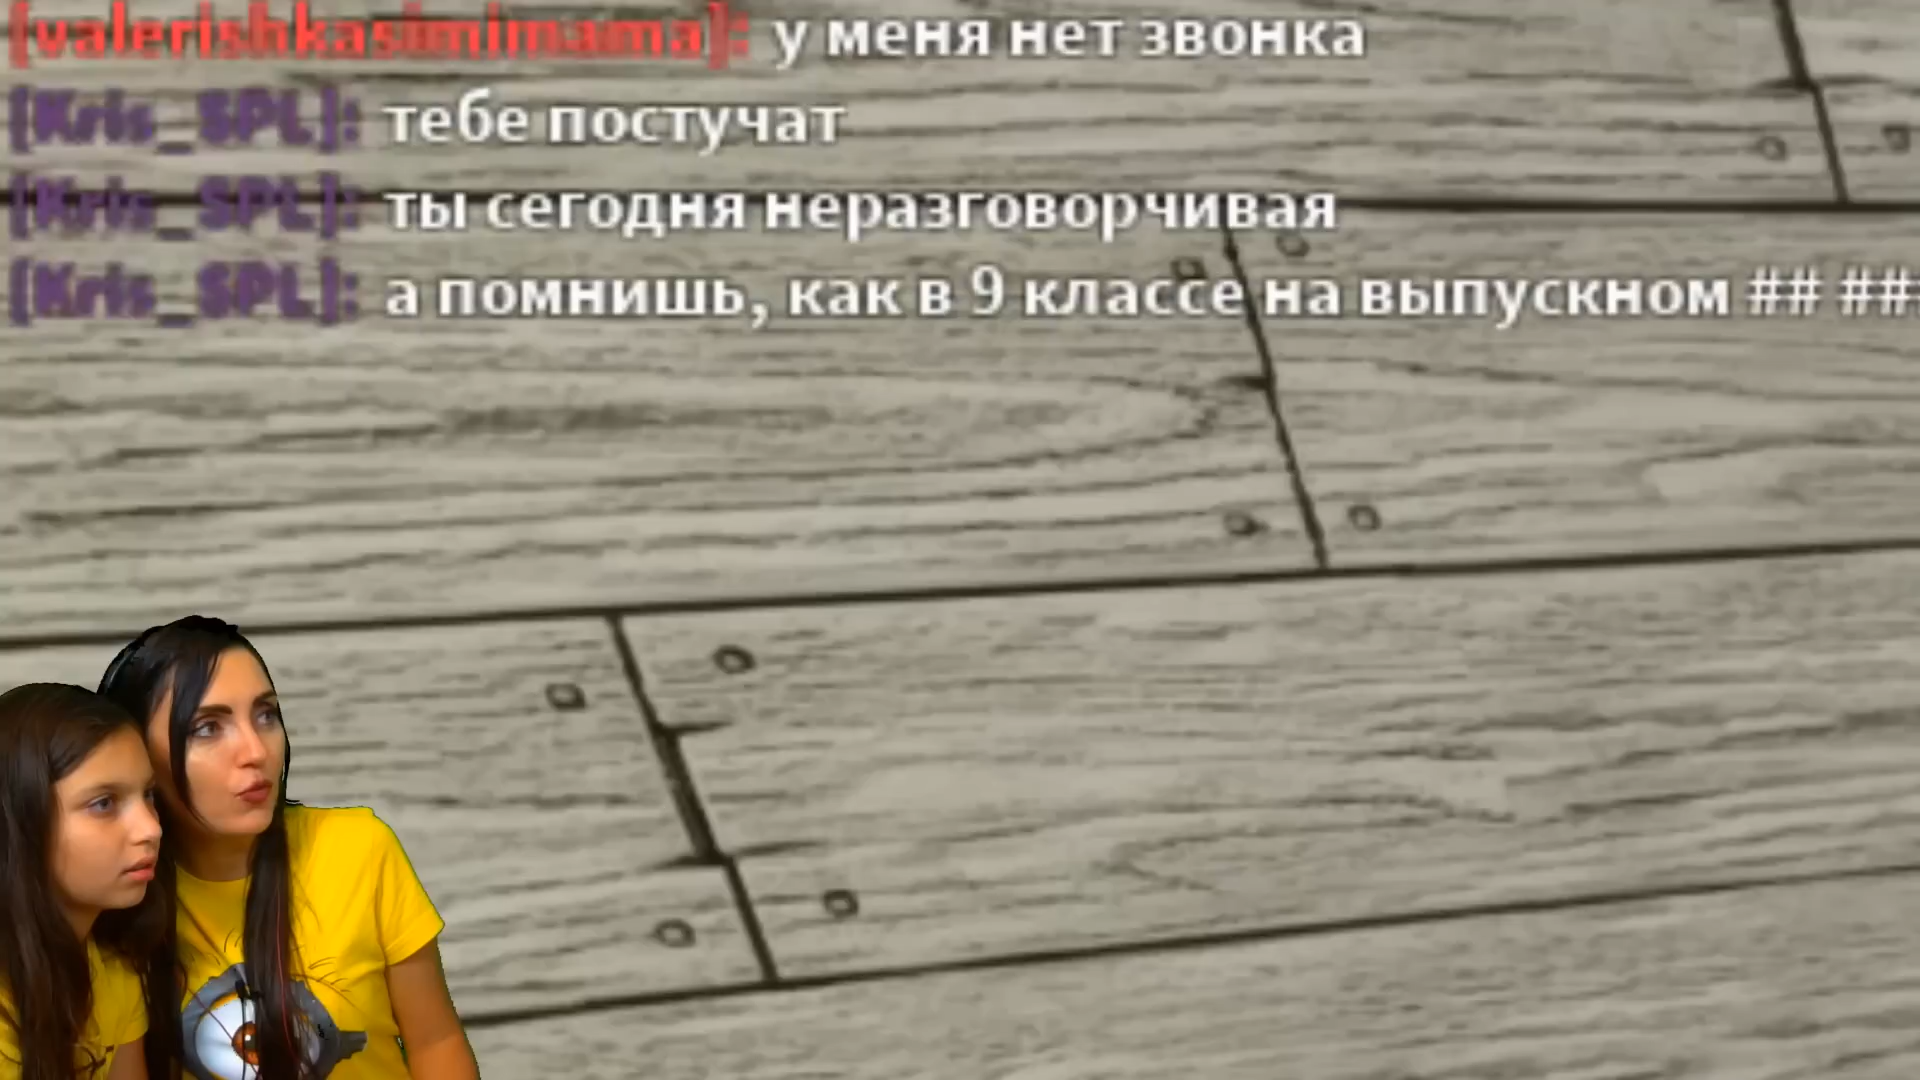 [valerishkasimimama]: у меня нет звонка
[Kris_SPL]: тебе постучат
[Kris_SPL]: ты сегодня неразговорчивая
[Kris_SPL]: а помнишь, как в 9 классе на выпускном ## ##